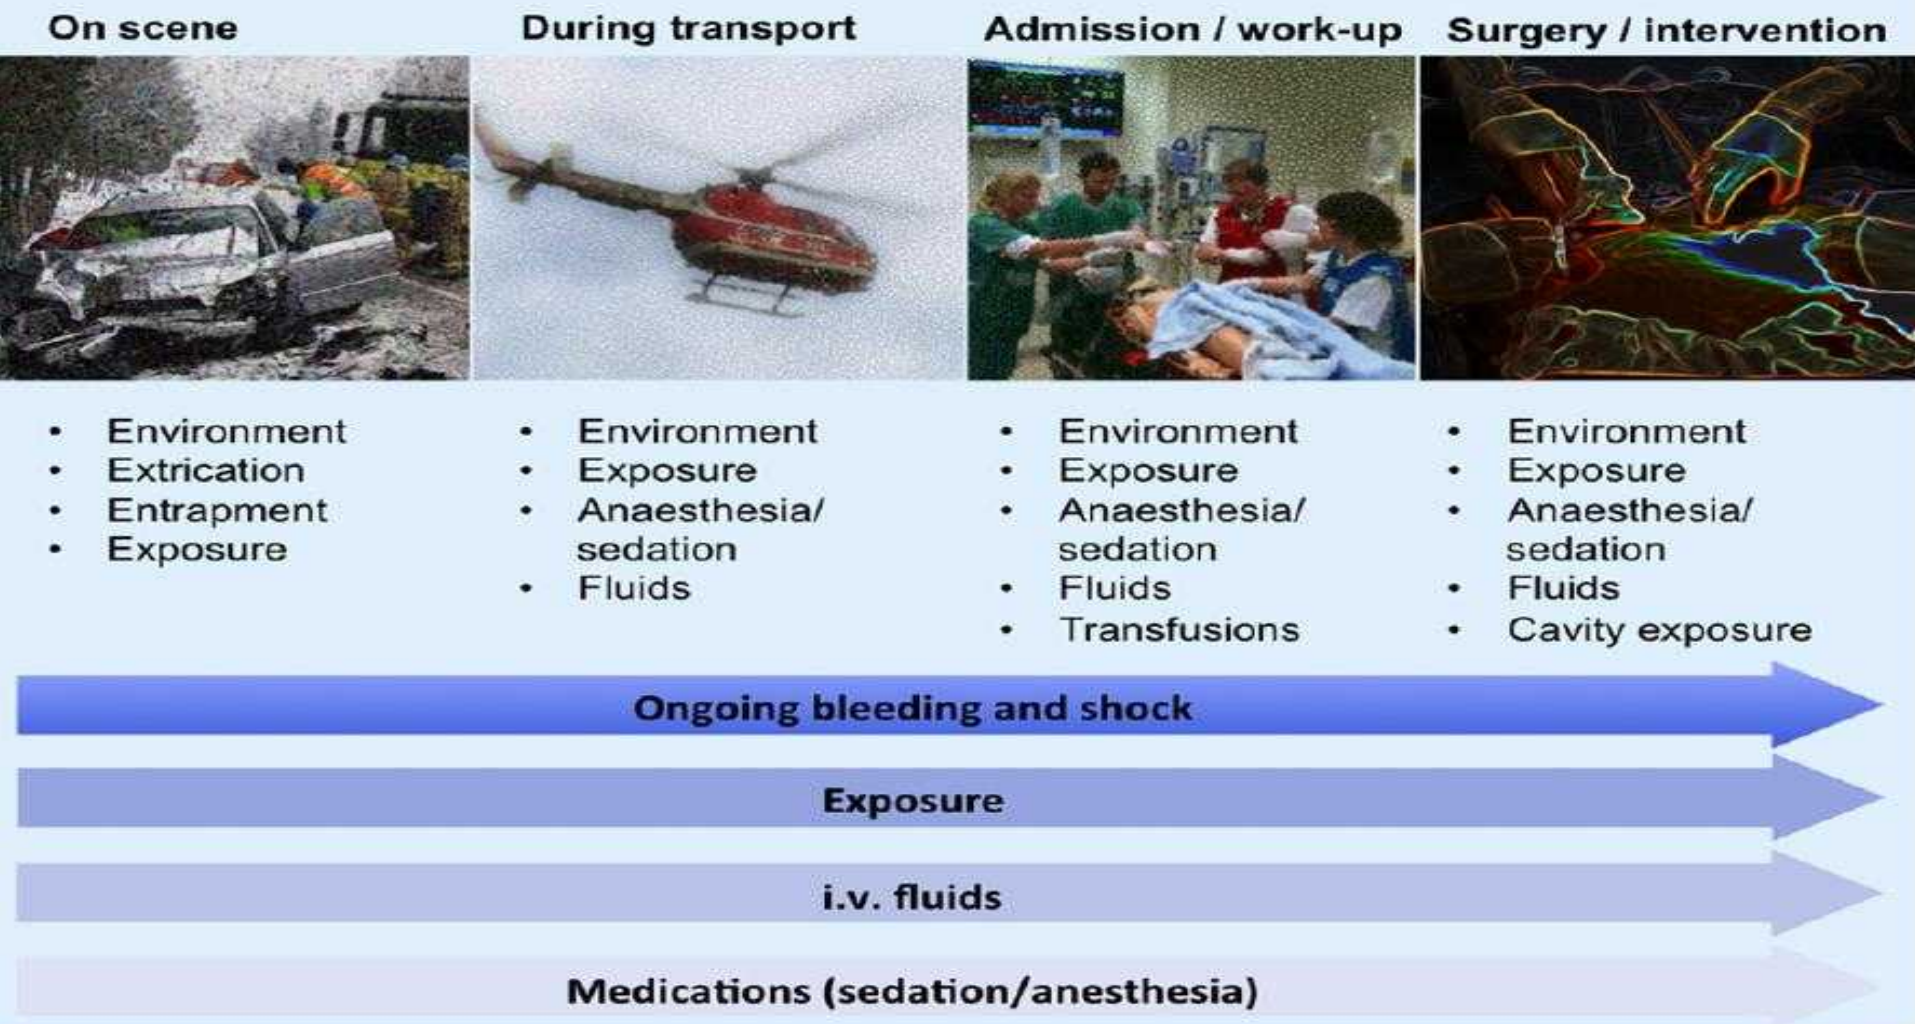 On scene
During transport
Admission / work-up
Surgery / intervention
• Environment
• Extrication
• Entrapment
• Exposure
• Environment
• Exposure
• Anaesthesia/
sedation
• Fluids
• Environment
• Exposure
• Anaesthesia/
sedation
• Fluids
• Transfusions
• Environment
• Exposure
• Anaesthesia/
sedation
• Fluids
• Cavity exposure
Ongoing bleeding and shock
Exposure
i.v. fluids
Medications (sedation/anesthesia)